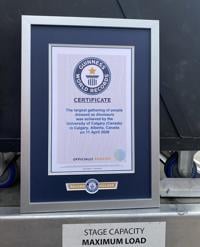 GUINNESS
WORLD RECORDS
CERTIFICATE
The largest gathering of people
dressed as dinosaurs
was achieved by the
University of Calgary (Canada)
in Calgary, Alberta, Canada
on 11 April 2026
OFFICIALLY AMAZING
STAGE CAPACITY
MAXIMUM LOAD